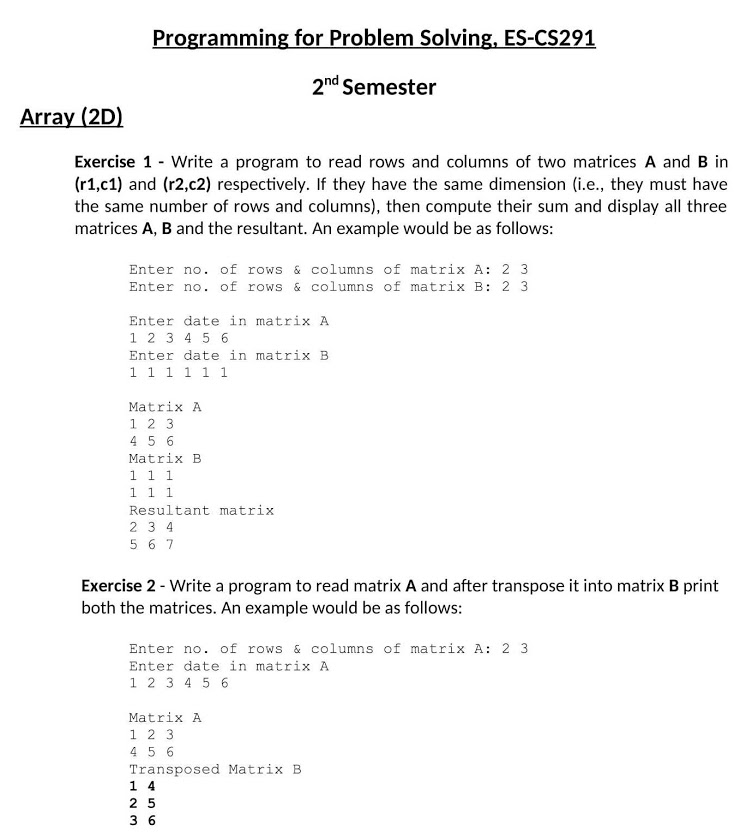 Programming for Problem Solving, ES-CS291
2nd Semester
Array (2D)
Exercise 1 - Write a program to read rows and columns of two matrices A and B in
(r1,c1) and (r2,c2) respectively. If they have the same dimension (i.e., they must have
the same number of rows and columns), then compute their sum and display all three
matrices A, B and the resultant. An example would be as follows:
Enter no. of rows & columns of matrix A: 2 3
Enter no. of rows & columns of matrix B: 2 3
Enter date in matrix A
1 2 3 4 5 6
Enter date in matrix B
1 1 1 1 1 1
Matrix A
1 2 3
4 5 6
Matrix B
1 1 1
1 1 1
Resultant matrix
2 3 4
5 6 7
Exercise 2 - Write a program to read matrix A and after transpose it into matrix B print
both the matrices. An example would be as follows:
Enter no. of rows & columns of matrix A: 2 3
Enter date in matrix A
1 2 3 4 5 6
Matrix A
1 2 3
4 5 6
Transposed Matrix B
1 4
2 5
3 6